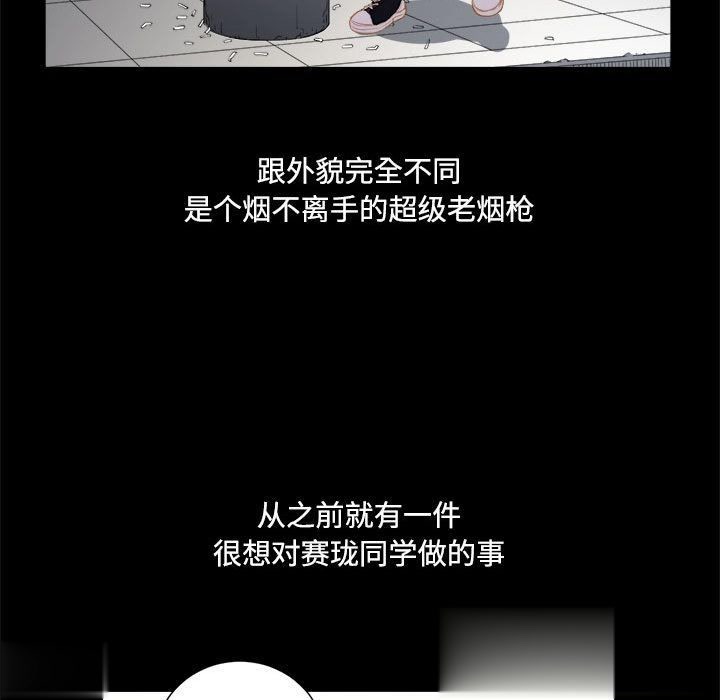 跟外貌完全不同
是个烟不离手的超级老烟枪
从之前就有一件
很想对赛珑同学做的事